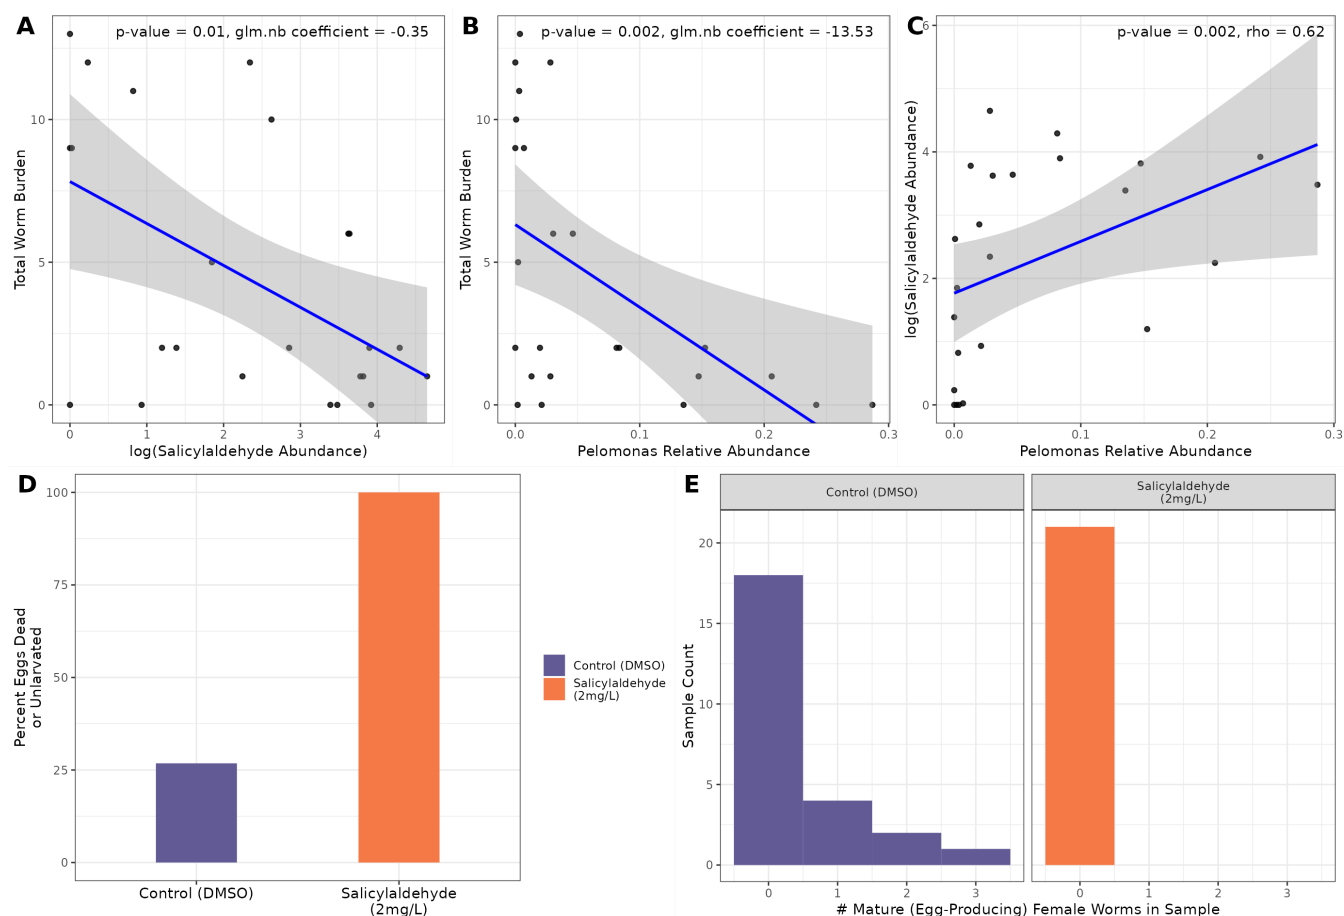 A
p-value = 0.01, glm.nb coefficient = -0.35
Total Worm Burden
10
5
0
0 1 2 3 4
log(Salicylaldehyde Abundance)
B
p-value = 0.002, glm.nb coefficient = -13.53
Total Worm Burden
10
5
0
0.0 0.1 0.2 0.3
Pelomonas Relative Abundance
C
p-value = 0.002, rho = 0.62
log(Salicylaldehyde Abundance)
6
4
2
0
0.0 0.1 0.2 0.3
Pelomonas Relative Abundance
D
Percent Eggs Dead
or Unlarvated
100
75
50
25
0
Control (DMSO)
Salicylaldehyde
(2mg/L)
Control (DMSO)
Salicylaldehyde
(2mg/L)
E
Control (DMSO)
Salicylaldehyde
(2mg/L)
Sample Count
20
15
10
5
0
0 1 2 3 0 1 2 3
# Mature (Egg-Producing) Female Worms in Sample